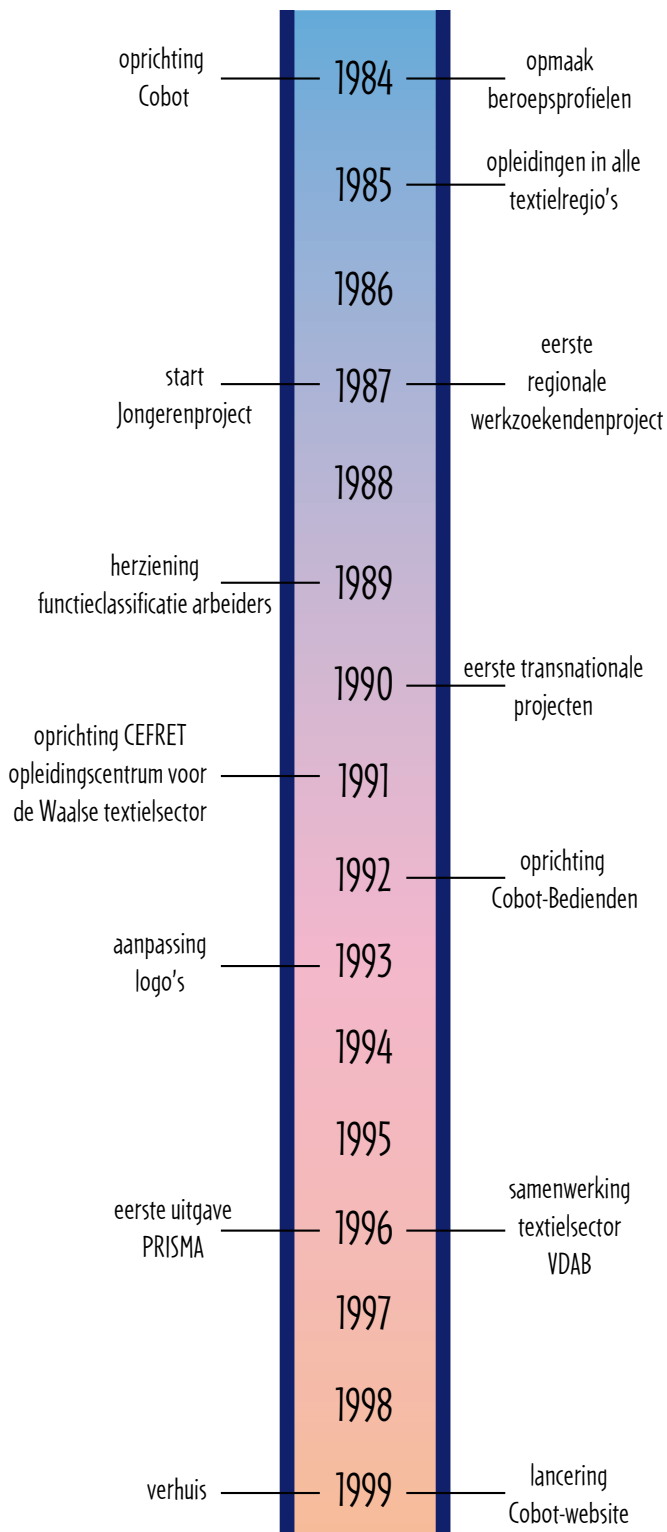 oprichting
Cobot
1984
opmaak
beroepsprofielen
1985
opleidingen in alle
textielregio's
1986
start
Jongerenproject
1987
eerste
regionale
werkzoekendenproject
1988
herziening
functieclassificatie arbeiders
1989
1990
eerste transnationale
projecten
oprichting CEFRET
opleidingscentrum voor
de Waalse textielsector
1991
1992
oprichting
Cobot-Bedienden
aanpassing
logo's
1993
1994
1995
eerste uitgave
PRISMA
1996
samenwerking
textielsector
VDAB
1997
1998
verhuis
1999
lancering
Cobot-website